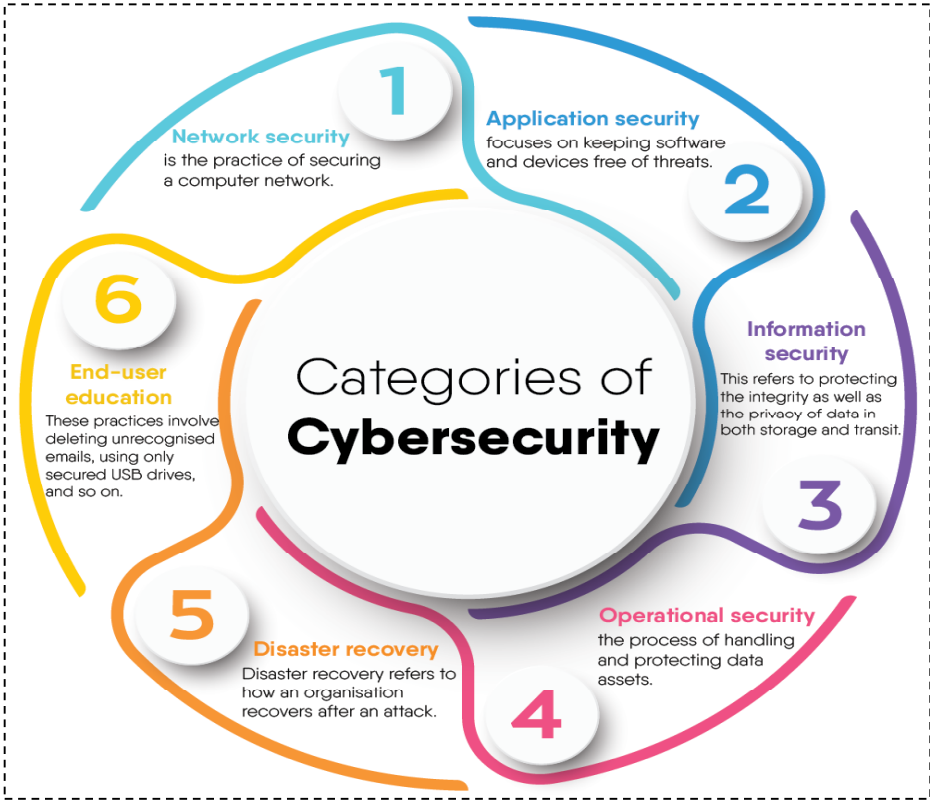 Categories of
Cybersecurity
1
Network security
is the practice of securing
a computer network.
2
Application security
focuses on keeping software
and devices free of threats.
3
Information
security
This refers to protecting
the integrity as well as
the privacy of data in
both storage and transit.
4
Operational security
the process of handling
and protecting data
assets.
5
Disaster recovery
Disaster recovery refers to
how an organisation
recovers after an attack.
6
End-user
education
These practices involve
deleting unrecognised
emails, using only
secured USB drives,
and so on.